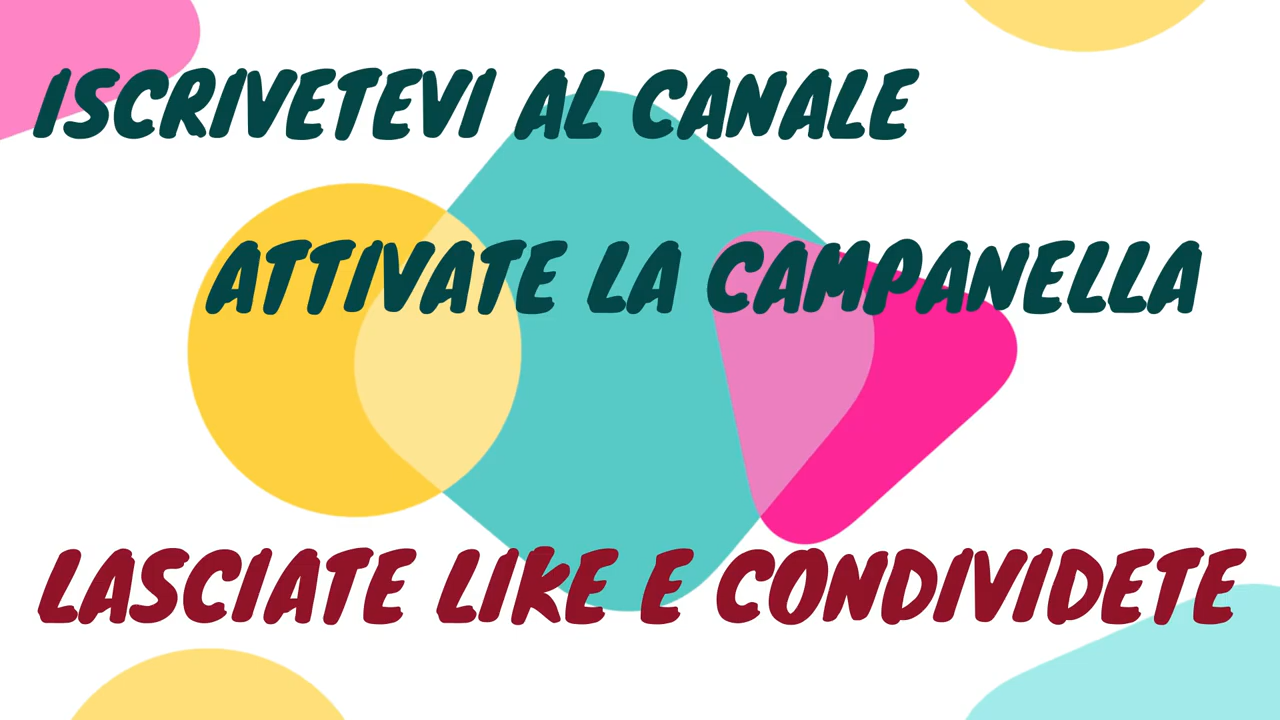 ISCRIVETEVI AL CANALE
ATTIVATE LA CAMPANELLA
LASCIATE LIKE E CONDIVIDETE